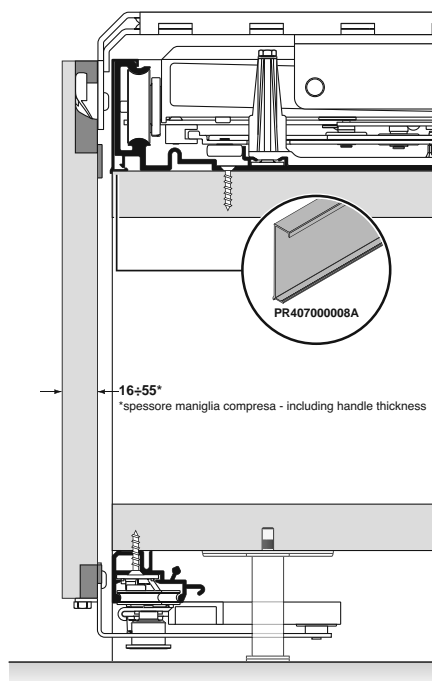 PR407000008A
16÷55*
*spessore maniglia compresa - including handle thickness